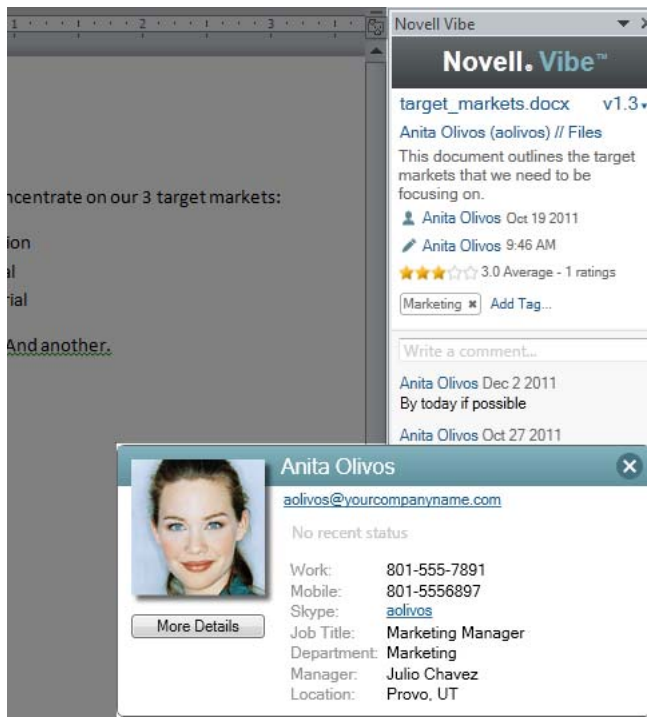 1 2 3
Novell Vibe
Novell. Vibe™
target_markets.docx v1.3
Anita Olivos (aolivos) // Files
This document outlines the target
markets that we need to be
focusing on.
Anita Olivos Oct 19 2011
Anita Olivos 9:46 AM
3.0 Average - 1 ratings
Marketing Add Tag...
Write a comment...
Anita Olivos Dec 2 2011
By today if possible
Anita Olivos Oct 27 2011
ncentrate on our 3 target markets:
ion
al
rial
And another.
Anita Olivos
aolivos@yourcompanyname.com
No recent status
Work: 801-555-7891
Mobile: 801-5556897
Skype: aolivos
Job Title: Marketing Manager
Department: Marketing
Manager: Julio Chavez
Location: Provo, UT
More Details